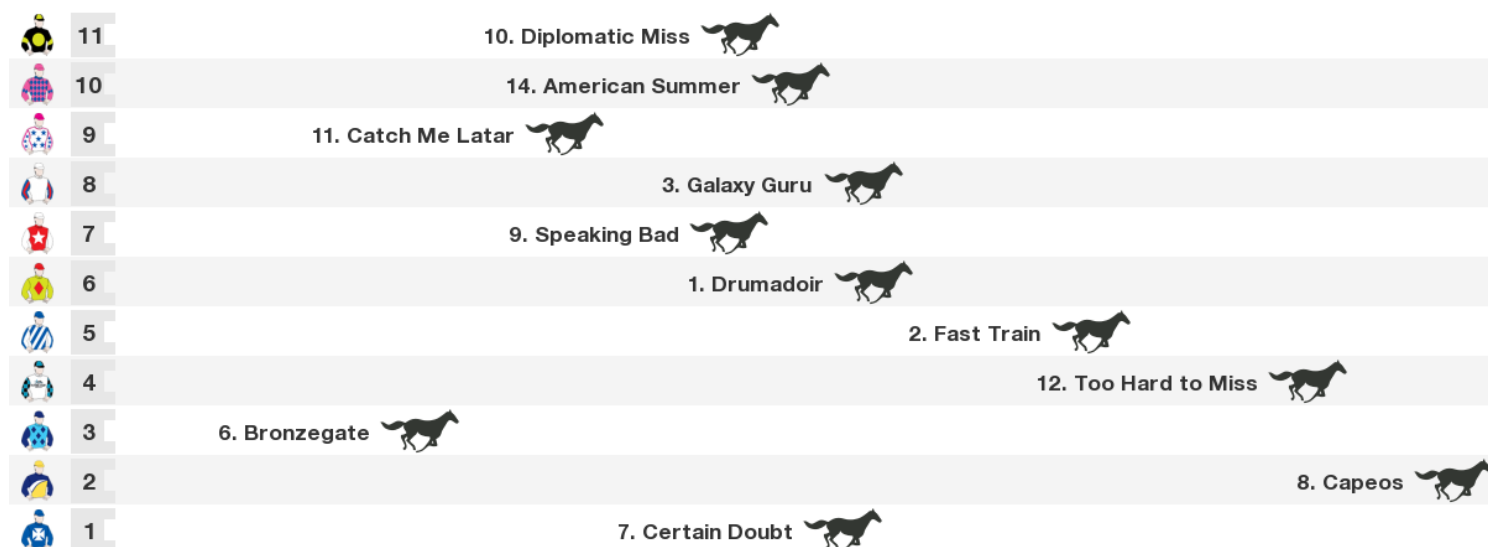 11 10. Diplomatic Miss
10 14. American Summer
9 11. Catch Me Latar
8 3. Galaxy Guru
7 9. Speaking Bad
6 1. Drumadoir
5 2. Fast Train
4 12. Too Hard to Miss
3 6. Bronzegate
2 8. Capeos
1 7. Certain Doubt